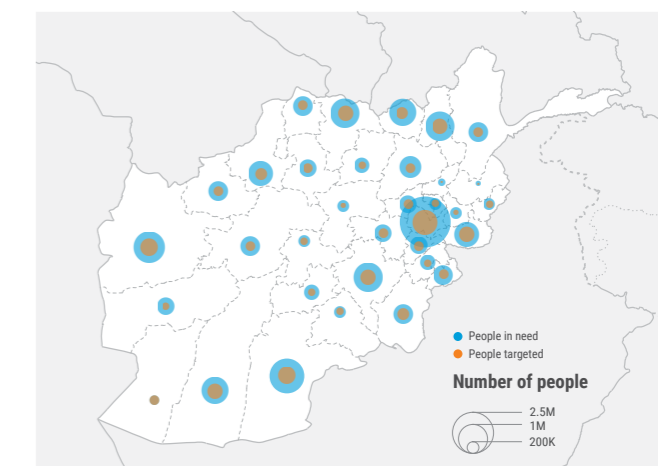 People in need
People targeted
Number of people
2.5M
1M
200K